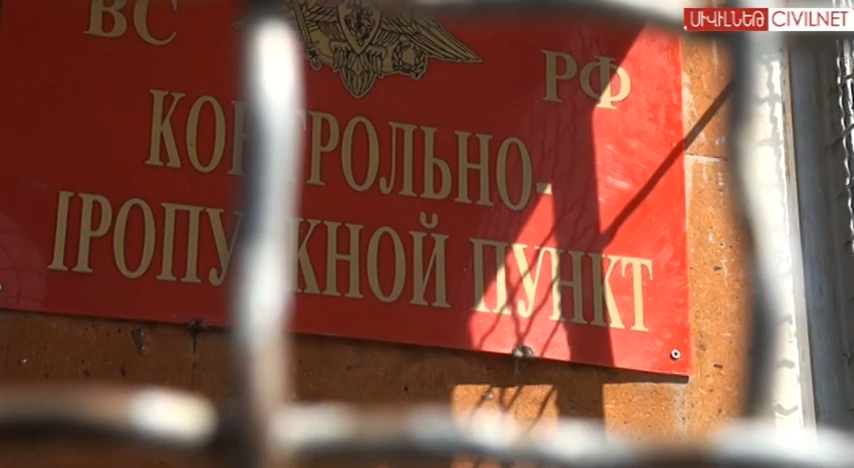 ՍԻՎԻԼՆԵԹ CIVILNET
ВС РФ
КОНТРОЛЬНО-
ПРОПУСКНОЙ ПУНКТ